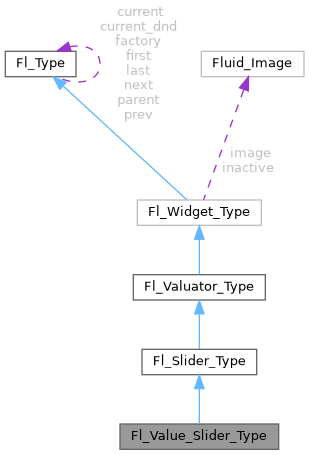 current
current_dnd
factory
first
last
next
parent
prev
Fl_Type
Fluid_Image
image
inactive
Fl_Widget_Type
Fl_Valuator_Type
Fl_Slider_Type
Fl_Value_Slider_Type